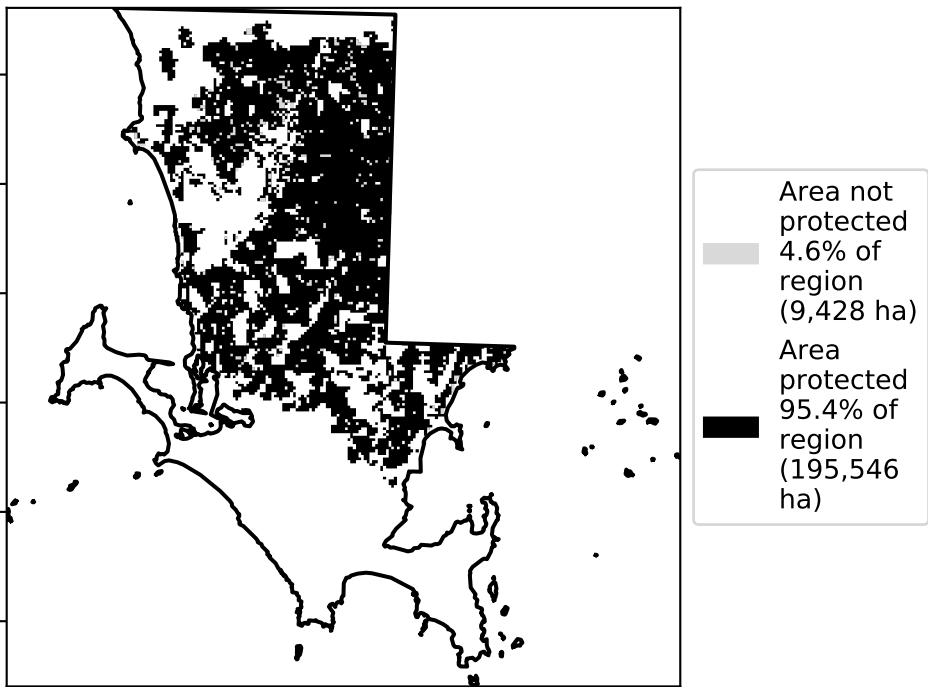 Area not
protected
4.6% of
region
(9,428 ha)
Area
protected
95.4% of
region
(195,546
ha)